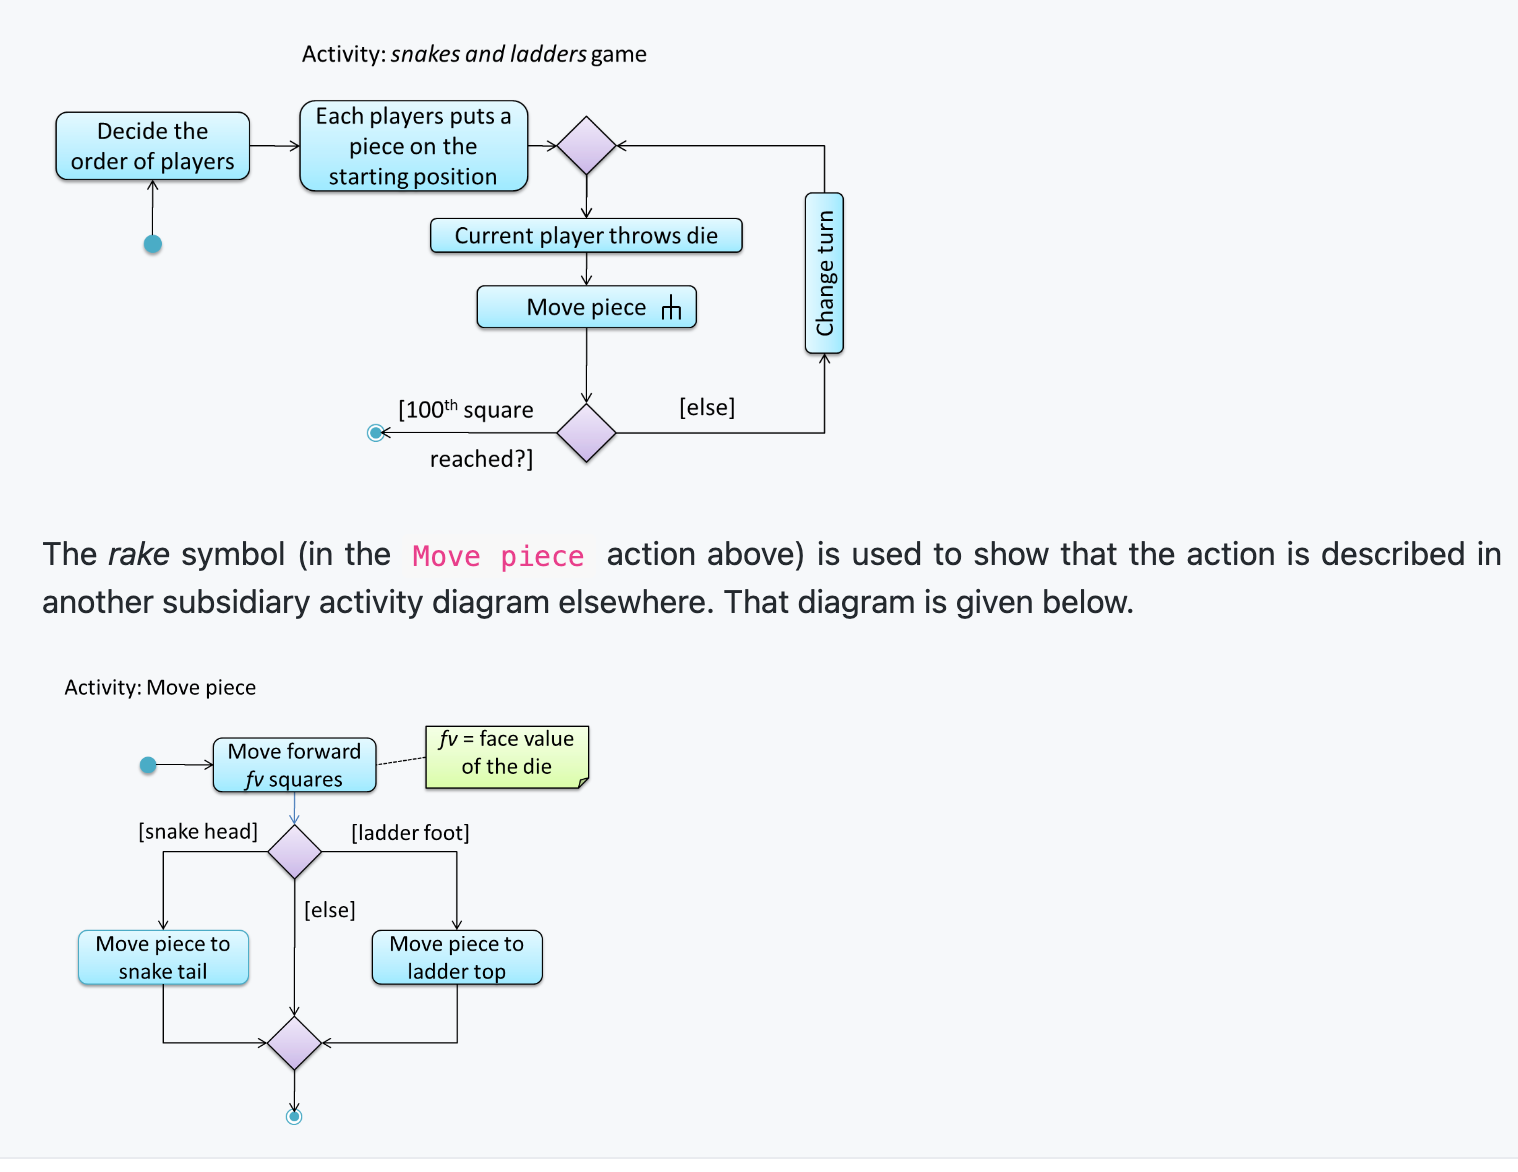 Activity: snakes and ladders game
Decide the
order of players
Each players puts a
piece on the
starting position
Current player throws die
Move piece
Change turn
[100th square
reached?]
[else]
The rake symbol (in the Move piece action above) is used to show that the action is described in
another subsidiary activity diagram elsewhere. That diagram is given below.
Activity: Move piece
Move forward
fv squares
fv = face value
of the die
[snake head]
[ladder foot]
[else]
Move piece to
snake tail
Move piece to
ladder top